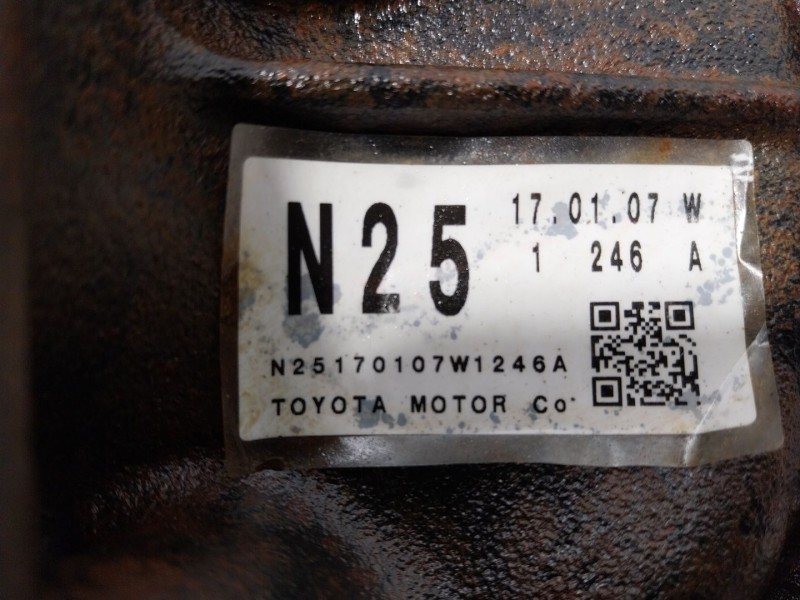 N25
17.01.07 W
1 246 A
N25170107W1246A
TOYOTA MOTOR Co.